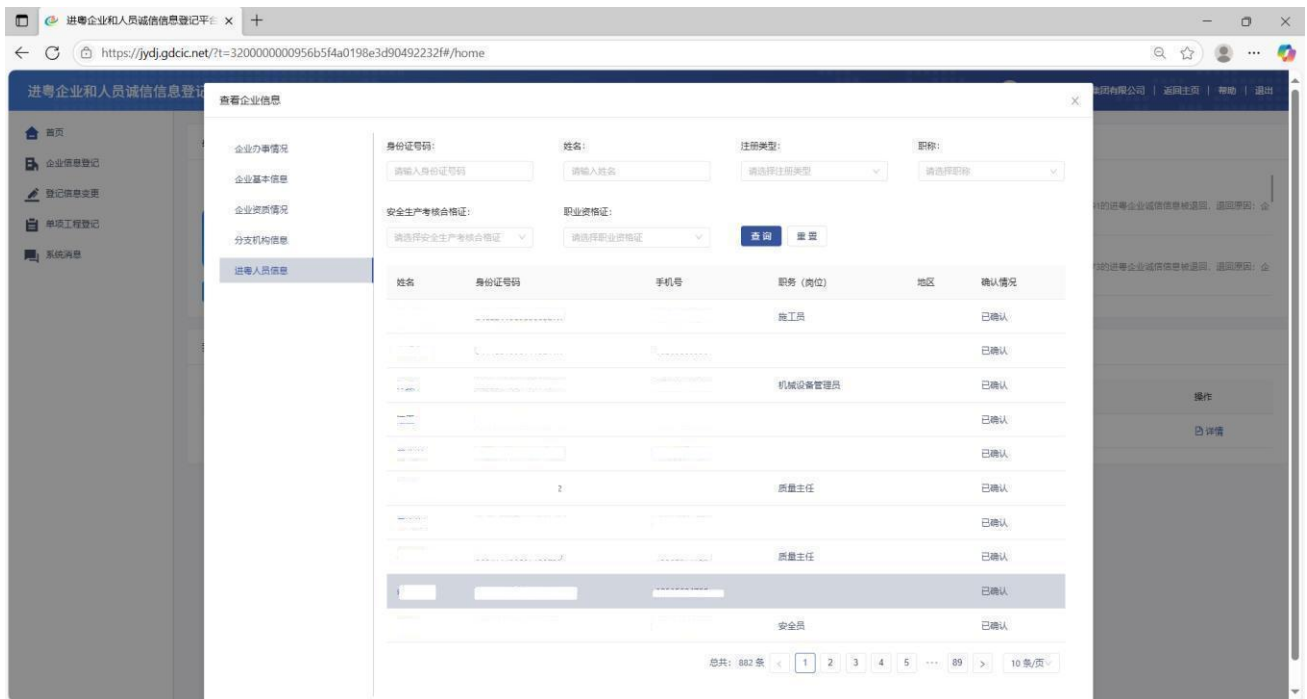 进粤企业和人员诚信信息登记平台
https://jydj.gdcic.net/?t=3200000000956b5f4a0198e3d90492232f#/home
进粤企业和人员诚信信息登记
集团有限公司 | 返回主页 | 帮助 | 退出
首页
企业信息登记
登记信息变更
单项工程登记
系统消息
查看企业信息
企业办事情况
企业基本信息
企业资质情况
分支机构信息
进粤人员信息
身份证号码: 姓名: 注册类型: 职称:
请输入身份证号码 请输入姓名 请选择注册类型 请选择职称
安全生产考核合格证: 职业资格证:
请选择安全生产考核合格证 请选择职业资格证 查询 重置
姓名 身份证号码 手机号 职务（岗位） 地区 确认情况
施工员 已确认
已确认
机械设备管理员 已确认
已确认
已确认
2 质量主任 已确认
已确认
质量主任 已确认
已确认
安全员 已确认
总共: 882 条 < 1 2 3 4 5 ··· 89 > 10 条/页
的进粤企业诚信信息被退回，退回原因: 企
的进粤企业诚信信息被退回，退回原因: 企
操作
详情